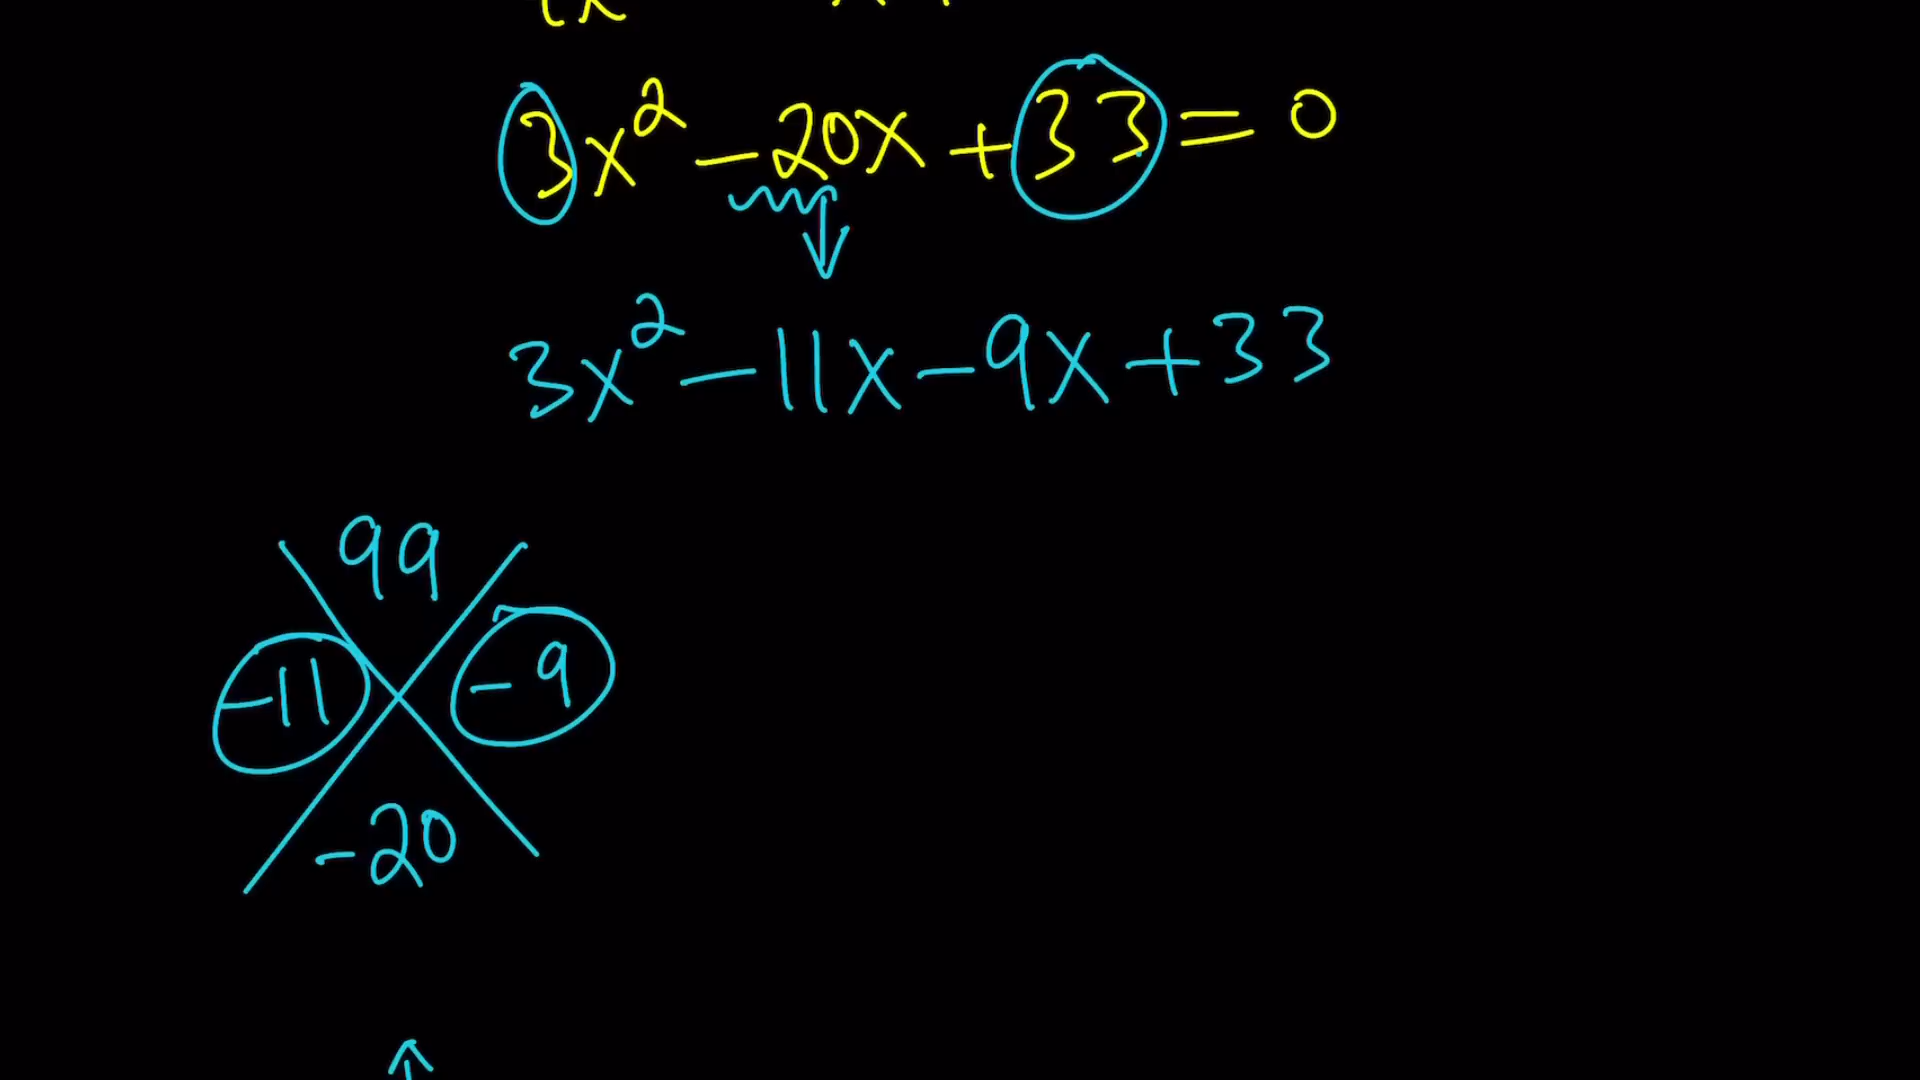 3x² - 20x + 33 = 0
3x² - 11x - 9x + 33
99
-11 -9
-20